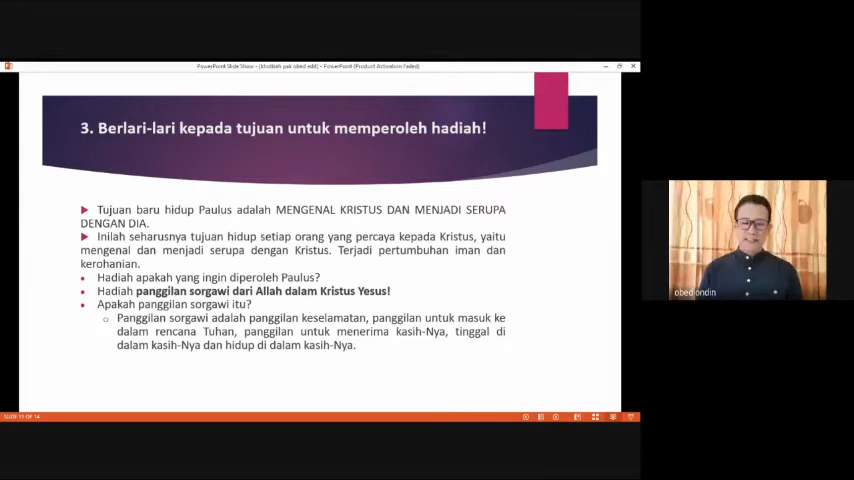 PowerPoint Slide Show - [khotbah pak obed edit] - PowerPoint (Product Activation Failed)
3. Berlari-lari kepada tujuan untuk memperoleh hadiah!
Tujuan baru hidup Paulus adalah MENGENAL KRISTUS DAN MENJADI SERUPA
DENGAN DIA.
Inilah seharusnya tujuan hidup setiap orang yang percaya kepada Kristus, yaitu
mengenal dan menjadi serupa dengan Kristus. Terjadi pertumbuhan iman dan
kerohanian.
Hadiah apakah yang ingin diperoleh Paulus?
Hadiah panggilan sorgawi dari Allah dalam Kristus Yesus!
Apakah panggilan sorgawi itu?
Panggilan sorgawi adalah panggilan keselamatan, panggilan untuk masuk ke
dalam rencana Tuhan, panggilan untuk menerima kasih-Nya, tinggal di
dalam kasih-Nya dan hidup di dalam kasih-Nya.
obed ondin
SLIDE 11 OF 14